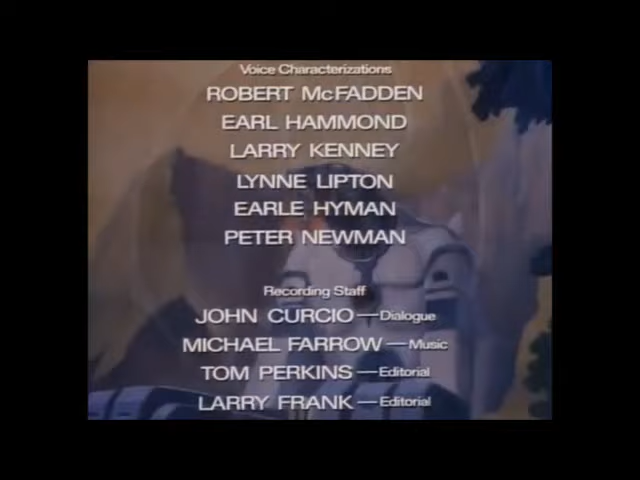 Voice Characterizations
ROBERT McFADDEN
EARL HAMMOND
LARRY KENNEY
LYNNE LIPTON
EARLE HYMAN
PETER NEWMAN
Recording Staff
JOHN CURCIO — Dialogue
MICHAEL FARROW — Music
TOM PERKINS — Editorial
LARRY FRANK — Editorial